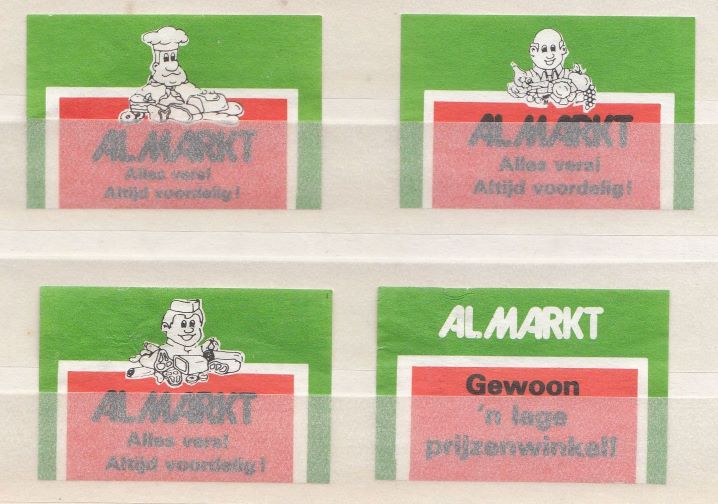 ALMARKT
Alles vers!
Altijd voordelig!
ALMARKT
Alles vers!
Altijd voordelig!
ALMARKT
Alles vers!
Altijd voordelig!
ALMARKT
Gewoon
'n lage
prijzenwinkel!